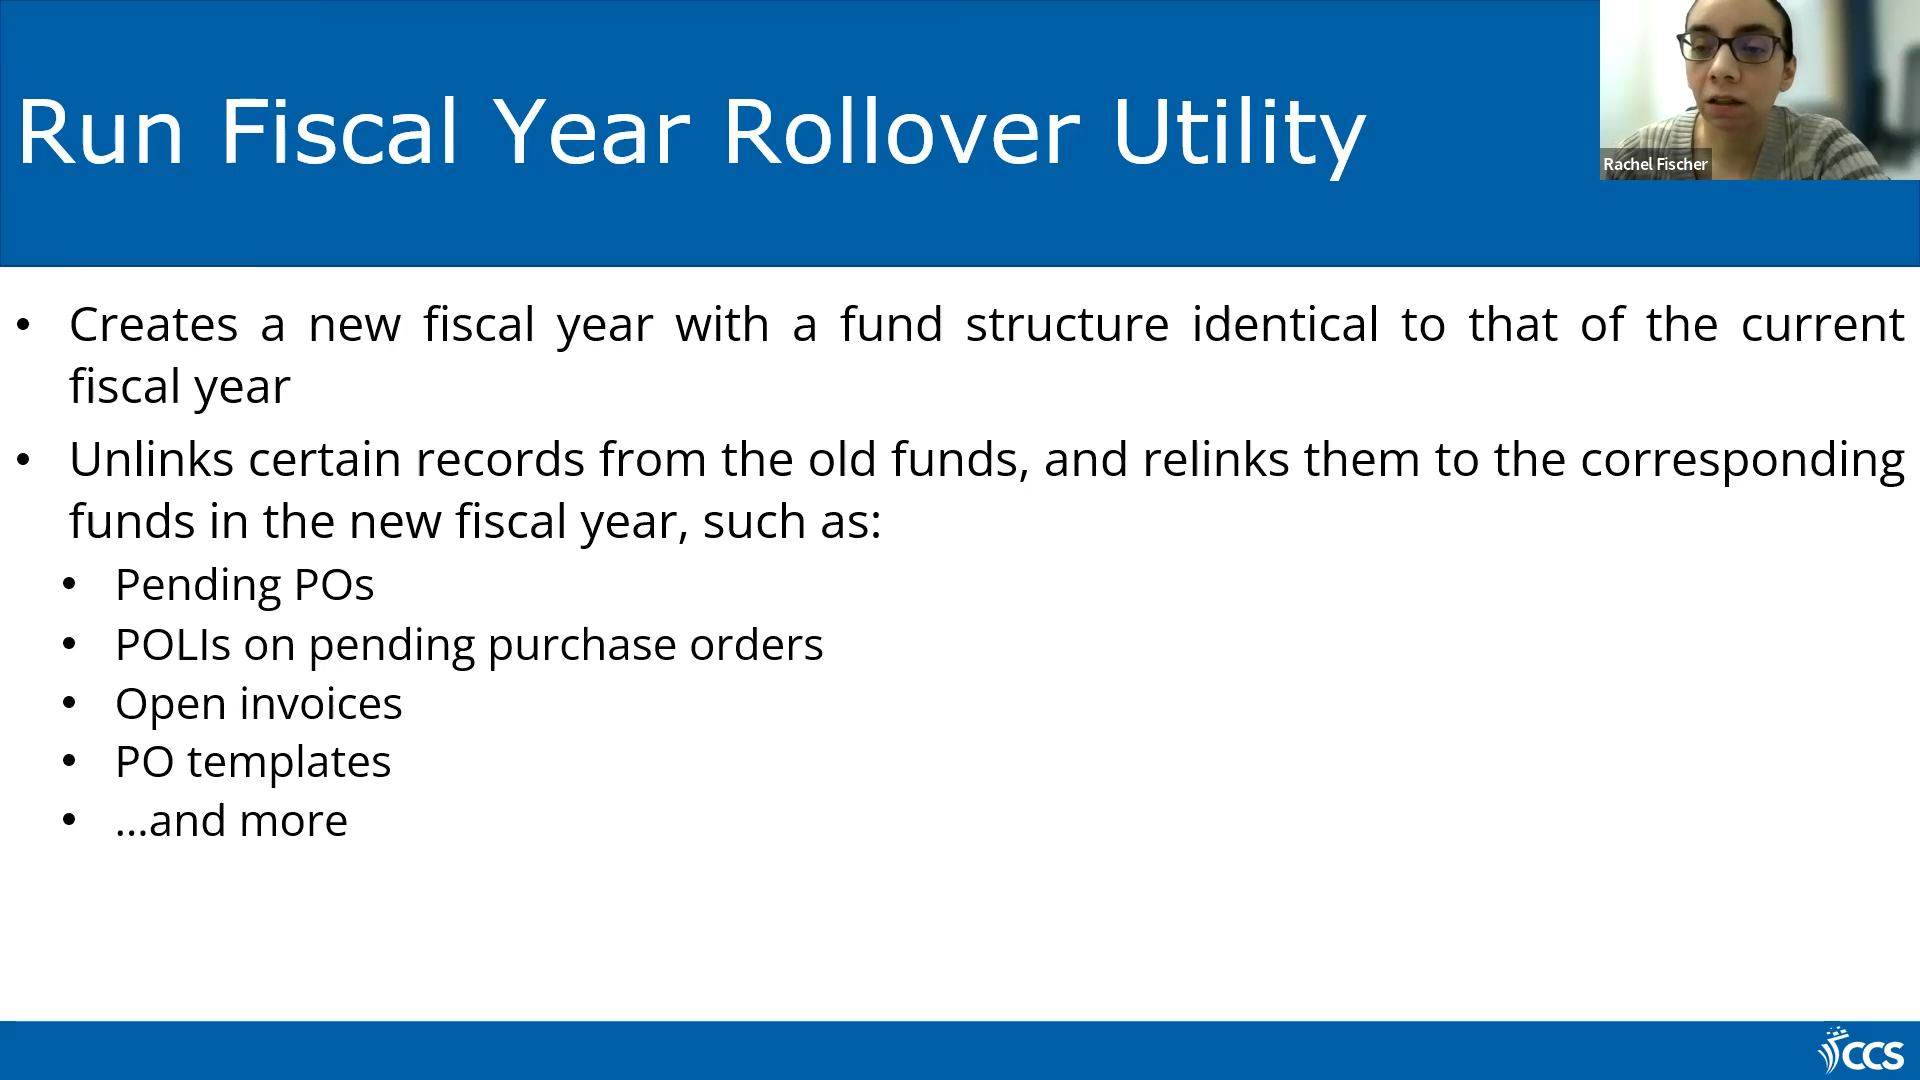 Run Fiscal Year Rollover Utility
Rachel Fischer
• Creates a new fiscal year with a fund structure identical to that of the current
fiscal year
• Unlinks certain records from the old funds, and relinks them to the corresponding
funds in the new fiscal year, such as:
• Pending POs
• POLIs on pending purchase orders
• Open invoices
• PO templates
• …and more
CCS